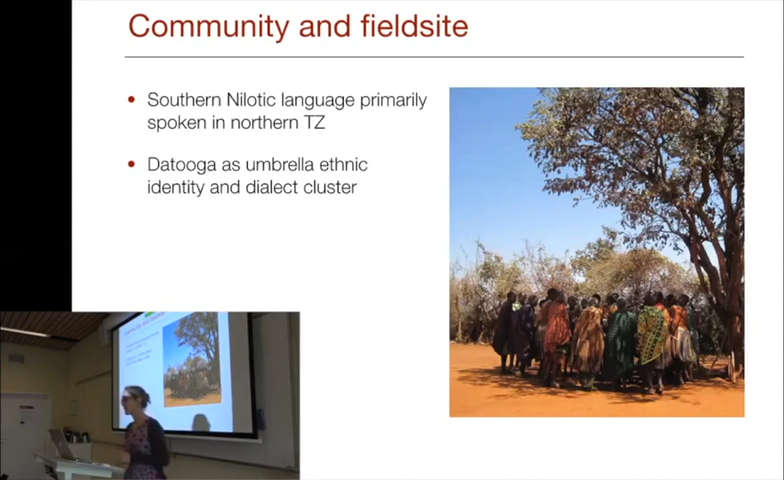 Community and fieldsite
• Southern Nilotic language primarily
spoken in northern TZ
• Datooga as umbrella ethnic
identity and dialect cluster